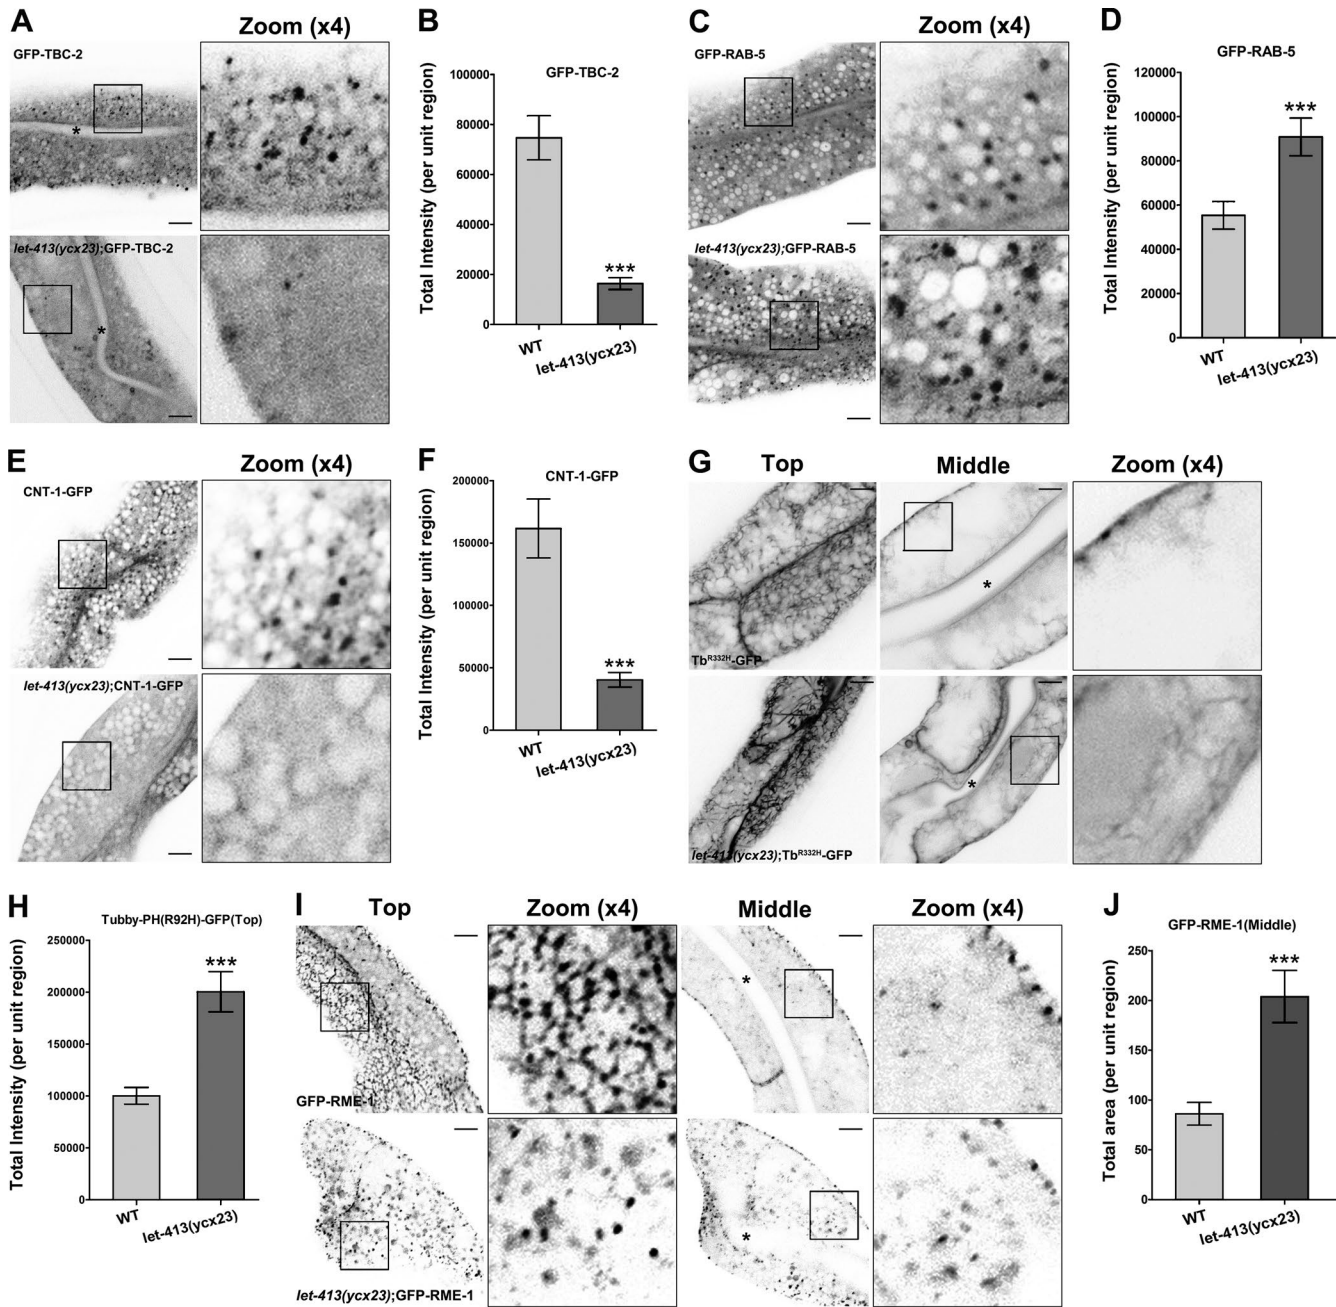 A
Zoom (x4)
GFP-TBC-2
*
let-413(ycx23);GFP-TBC-2
*
B
GFP-TBC-2
Total Intensity (per unit region)
100000
80000
60000
40000
20000
0
***
WT
let-413(ycx23)
C
Zoom (x4)
GFP-RAB-5
let-413(ycx23);GFP-RAB-5
D
GFP-RAB-5
Total Intensity (per unit region)
120000
100000
80000
60000
40000
20000
0
***
WT
let-413(ycx23)
E
Zoom (x4)
CNT-1-GFP
let-413(ycx23);CNT-1-GFP
F
CNT-1-GFP
Total Intensity (per unit region)
200000
150000
100000
50000
0
***
WT
let-413(ycx23)
G
Top
Middle
Zoom (x4)
*
TbR332H-GFP
*
let-413(ycx23);TbR332H-GFP
H
Tubby-PH(R92H)-GFP(Top)
Total Intensity (per unit region)
250000
200000
150000
100000
50000
0
***
WT
let-413(ycx23)
I
Top
Zoom (x4)
Middle
Zoom (x4)
*
GFP-RME-1
*
let-413(ycx23);GFP-RME-1
J
GFP-RME-1(Middle)
Total area (per unit region)
250
200
150
100
50
0
***
WT
let-413(ycx23)